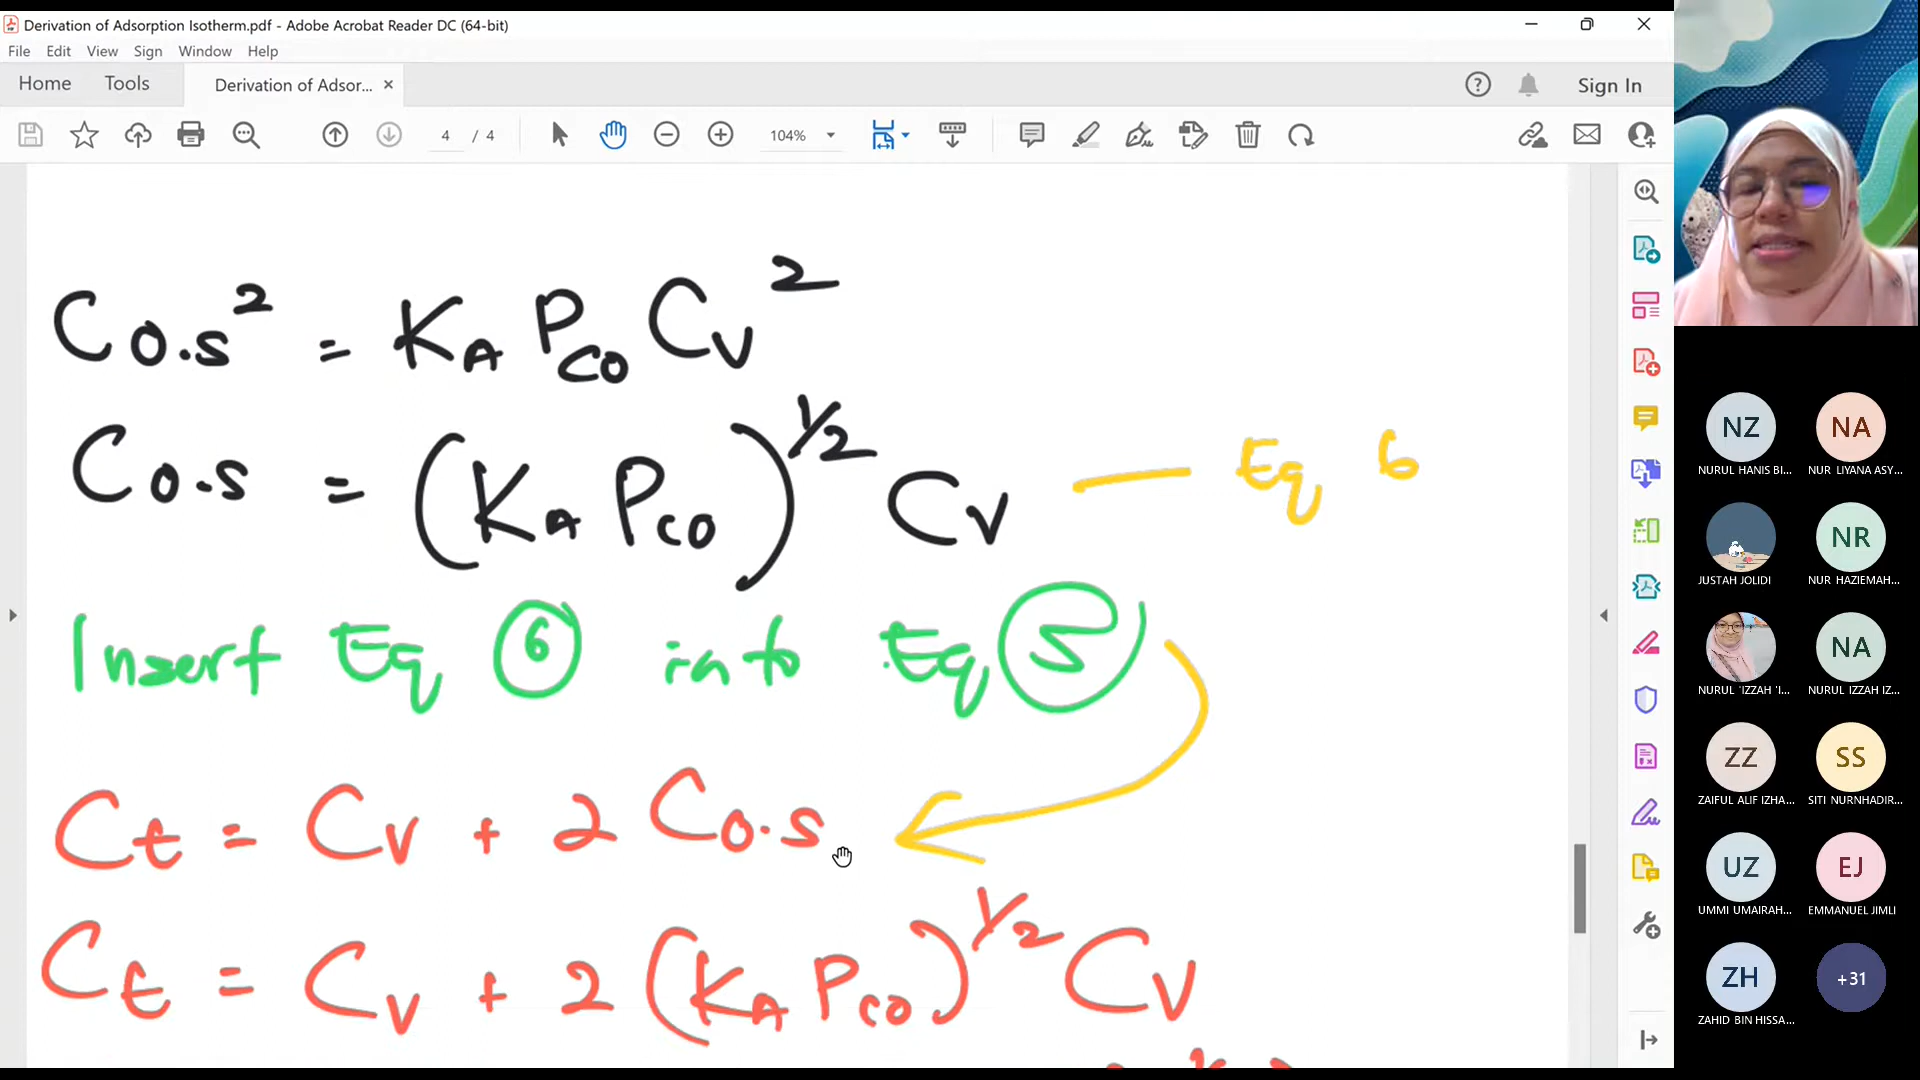 Derivation of Adsorption Isotherm.pdf - Adobe Acrobat Reader DC (64-bit)
File Edit View Sign Window Help
Home Tools Derivation of Adsor... ×
Sign In
4 / 4
104%
Co.s² = KA PCO Cv²
Co.s = (KA PCO)^1/2 Cv — Eq 6
Insert Eq 6 into Eq 5
Ct = Cv + 2 Co.s
Ct = Cv + 2 (KA PCO)^1/2 Cv
NZ
NURUL HANIS BI...
NA
NUR LIYANA ASY...
JUSTAH JOLIDI
NR
NUR HAZIEMAH...
NURUL 'IZZAH 'I...
NA
NURUL IZZAH IZ...
ZZ
ZAIFUL ALIF IZHA...
SS
SITI NURNHADIR...
UZ
UMMI UMAIRAH...
EJ
EMMANUEL JIMLI
ZH
ZAHID BIN HISSA...
+31